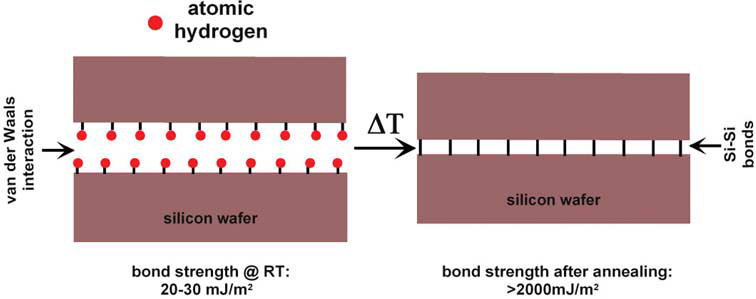 atomic
hydrogen
van der Waals
interaction
ΔT
Si-Si
bonds
silicon wafer
silicon wafer
bond strength @ RT:
20-30 mJ/m²
bond strength after annealing:
>2000mJ/m²